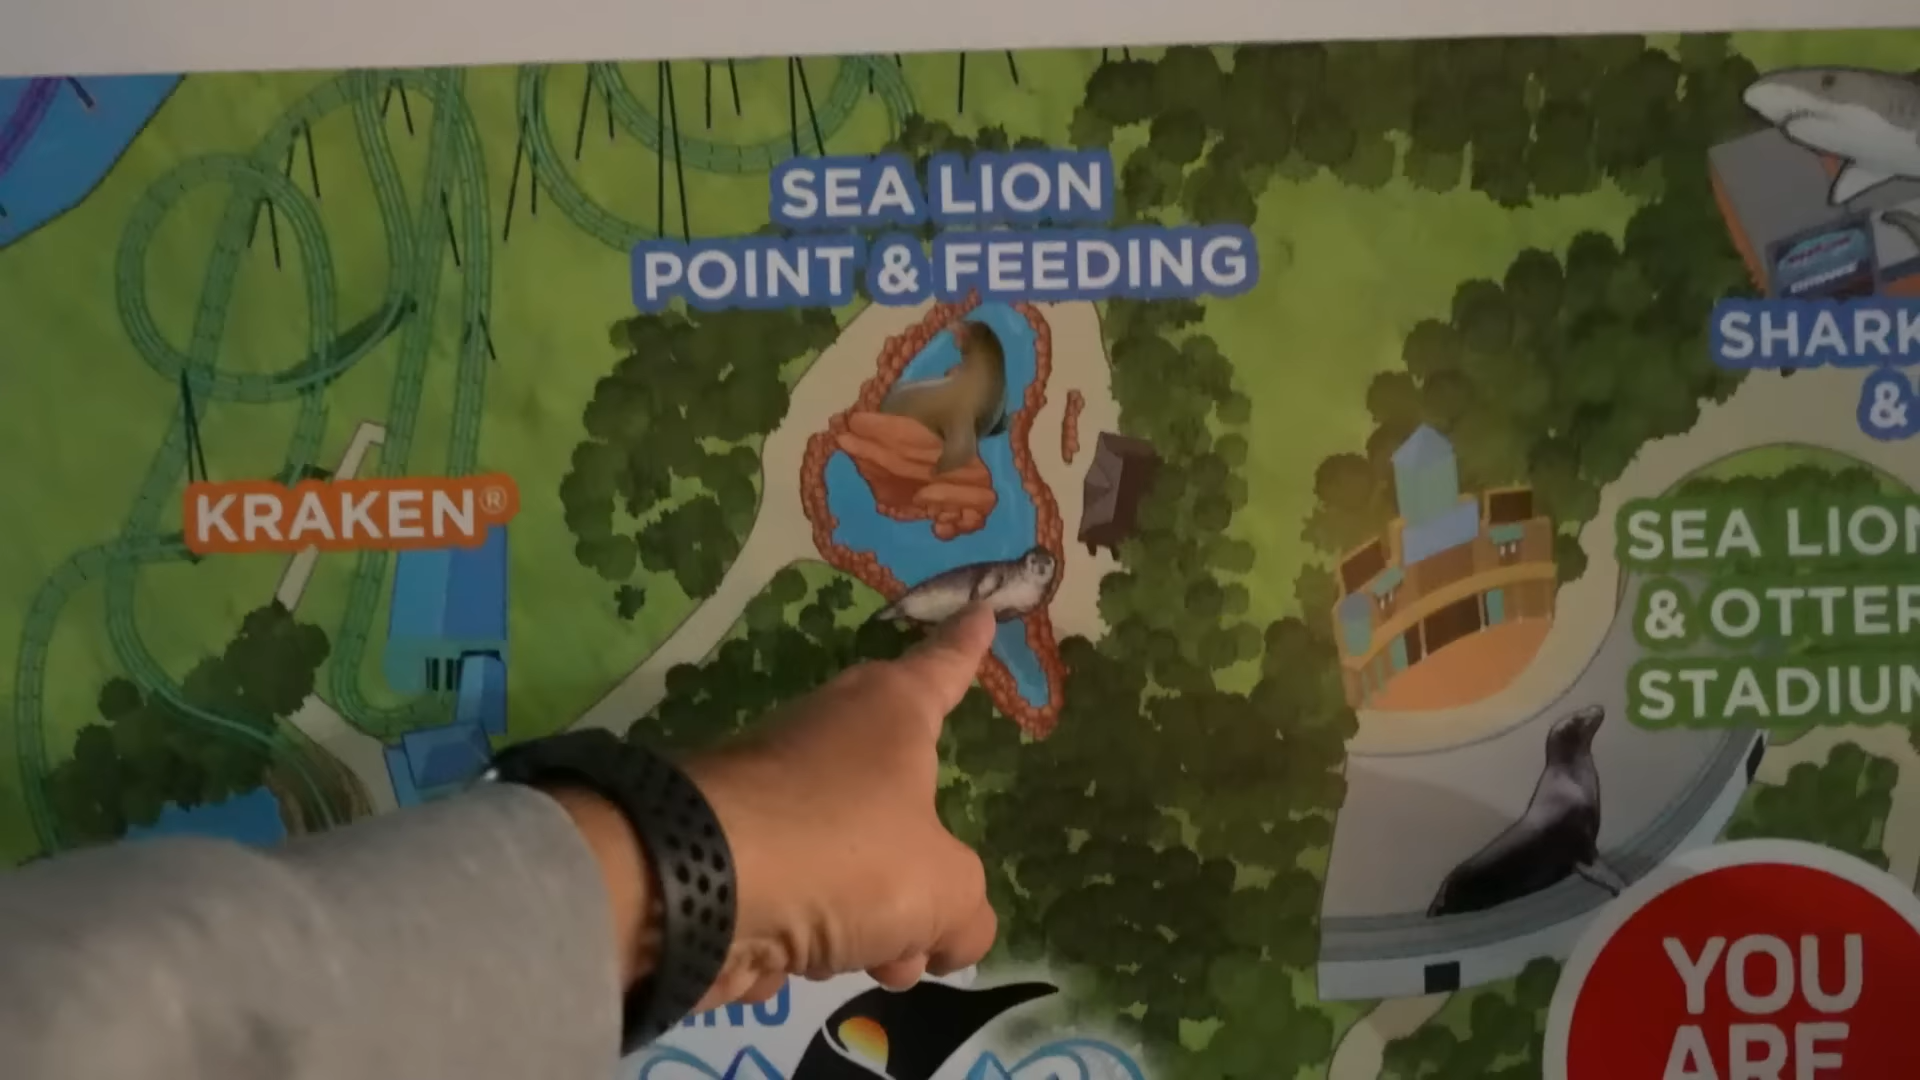 SEA LION
POINT & FEEDING
KRAKEN®
SHARK
&
SEA LION
& OTTER
STADIUM
YOU
ARE